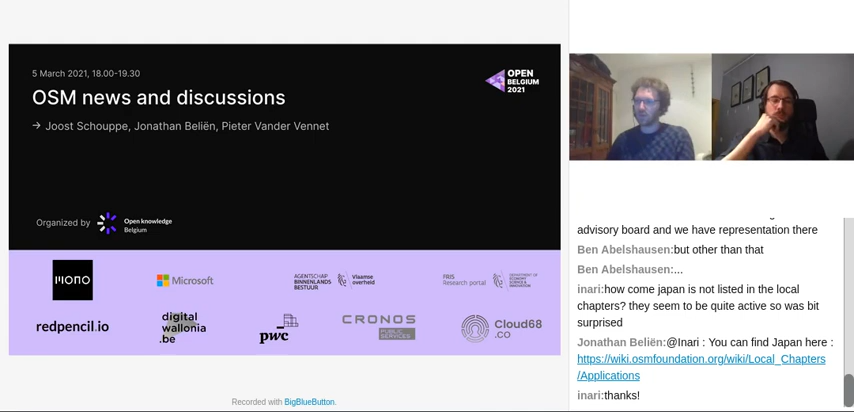 5 March 2021, 18.00-19.30
OSM news and discussions
→ Joost Schouppe, Jonathan Beliën, Pieter Vander Vennet
OPEN
BELGIUM
2021
Organized by
Open knowledge
Belgium
MONO
Microsoft
AGENTSCHAP
BINNENLANDS
BESTUUR
Vlaamse
overheid
FRIS
Research portal
DEPARTMENT OF
ECONOMY
SCIENCE &
INNOVATION
redpencil.io
digital
wallonia
.be
pwc
CRONOS
PUBLIC
SERVICES
Cloud68
.CO
Recorded with BigBlueButton.
advisory board and we have representation there
Ben Abelshausen:but other than that
Ben Abelshausen:...
inari:how come japan is not listed in the local
chapters? they seem to be quite active so was bit
surprised
Jonathan Beliën:@Inari : You can find Japan here :
https://wiki.osmfoundation.org/wiki/Local_Chapters
/Applications
inari:thanks!